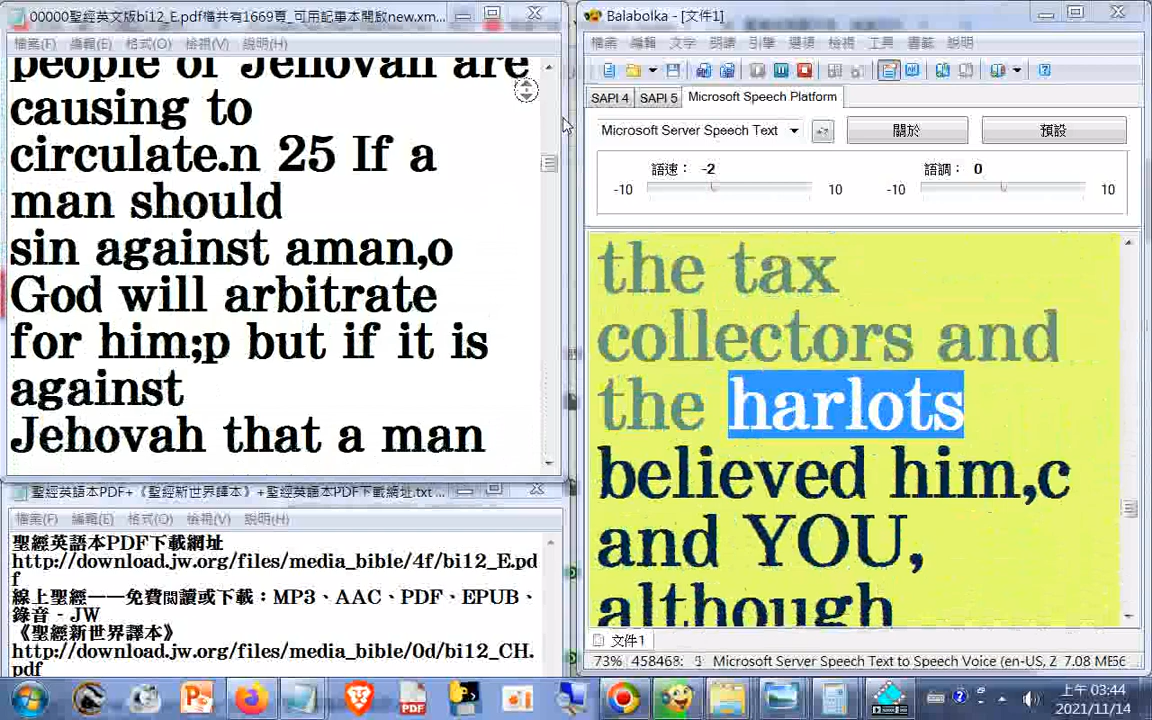 00000聖經英文版bi12_E.pdf檔共有1669頁_可用記事本開啟new.xm...
檔案(F) 編輯(E) 格式(O) 檢視(V) 說明(H)
people of Jehovah are
causing to
circulate.n 25 If a
man should
sin against aman,o
God will arbitrate
for him;p but if it is
against
Jehovah that a man
聖經英語本PDF+《聖經新世界譯本》+聖經英語本PDF下載網址.txt ...
檔案(F) 編輯(E) 格式(O) 檢視(V) 說明(H)
聖經英語本PDF下載網址
http://download.jw.org/files/media_bible/4f/bi12_E.pd
f
線上聖經——免費閱讀或下載：MP3、AAC、PDF、EPUB、
錄音 - JW
《聖經新世界譯本》
http://download.jw.org/files/media_bible/0d/bi12_CH.
pdf
Balabolka - [文件1]
檔案 編輯 文字 朗讀 引擎 選項 檢視 工具 書籤 說明
SAPI 4 SAPI 5 Microsoft Speech Platform
Microsoft Server Speech Text 關於 預設
語速： -2 語調： 0
-10 10 -10 10
the tax
collectors and
the harlots
believed him,c
and YOU,
although
文件1
73% 458468: 1 Microsoft Server Speech Text to Speech Voice (en-US, Z 7.08 ME
PDF
上午 03:44
2021/11/14